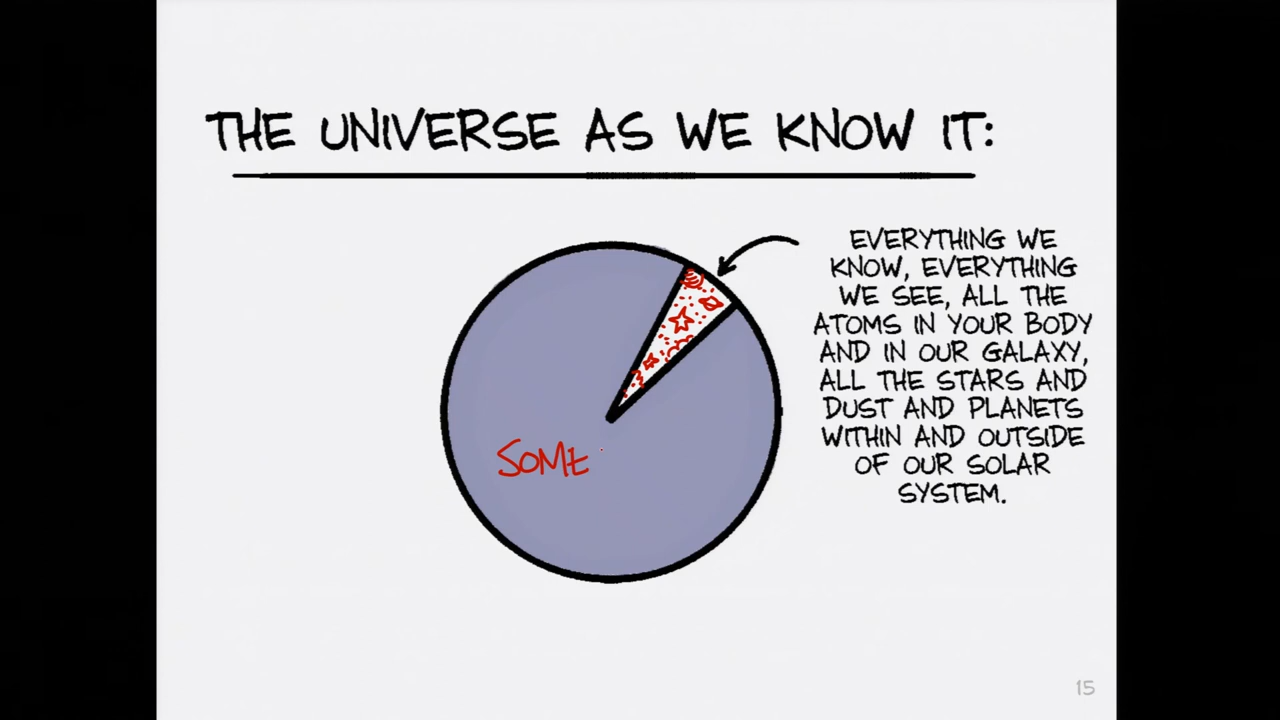 THE UNIVERSE AS WE KNOW IT:
EVERYTHING WE
KNOW, EVERYTHING
WE SEE, ALL THE
ATOMS IN YOUR BODY
AND IN OUR GALAXY,
ALL THE STARS AND
DUST AND PLANETS
WITHIN AND OUTSIDE
OF OUR SOLAR
SYSTEM.
SOME
15